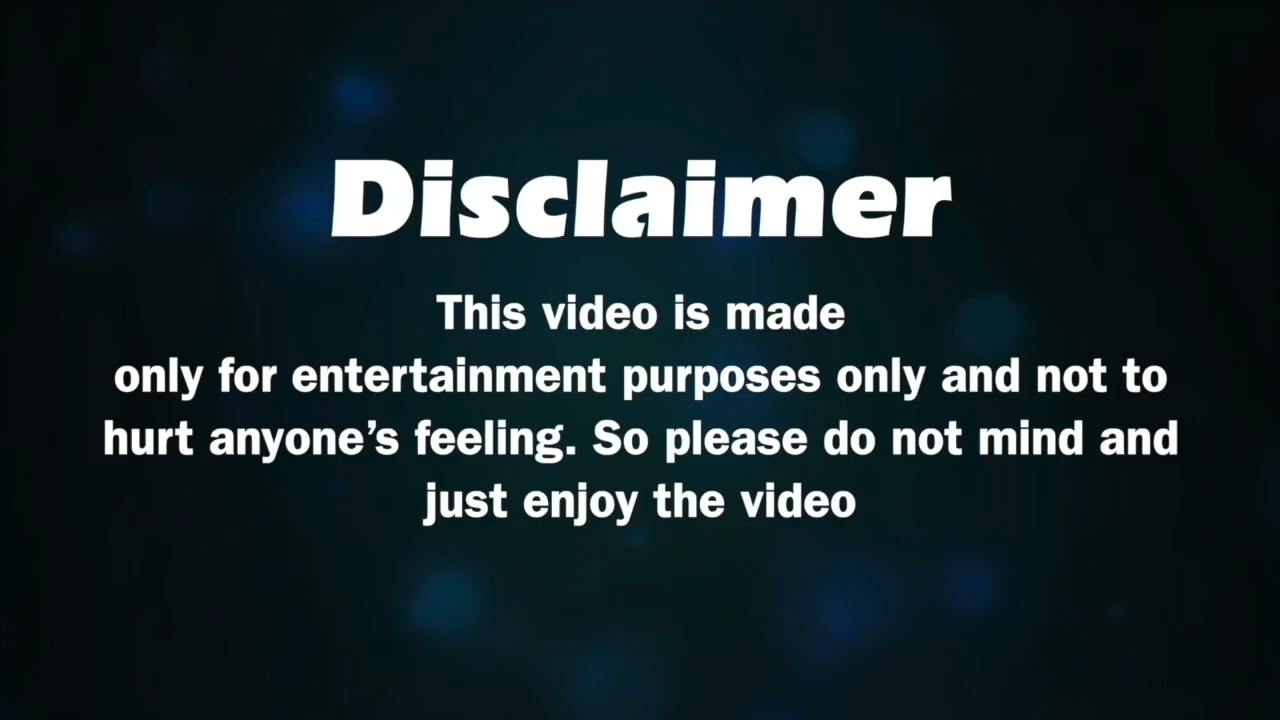 Disclaimer
This video is made
only for entertainment purposes only and not to
hurt anyone’s feeling. So please do not mind and
just enjoy the video